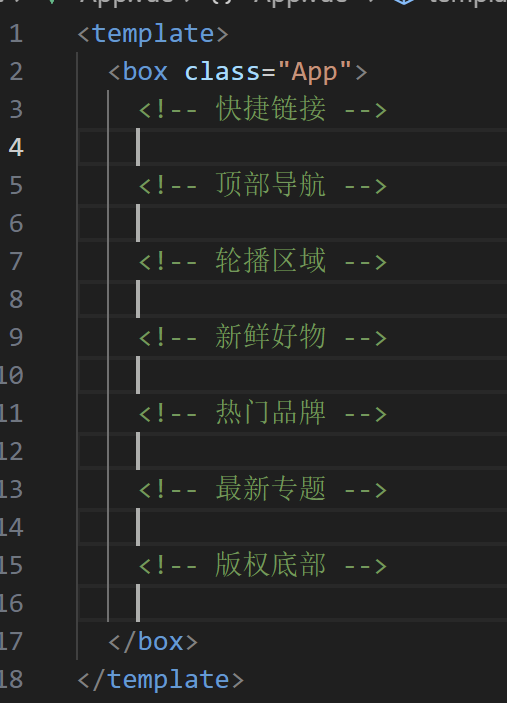 1 <template>
2 <box class="App">
3 <!-- 快捷链接 -->
4
5 <!-- 顶部导航 -->
6
7 <!-- 轮播区域 -->
8
9 <!-- 新鲜好物 -->
10
11 <!-- 热门品牌 -->
12
13 <!-- 最新专题 -->
14
15 <!-- 版权底部 -->
16
17 </box>
18 </template>